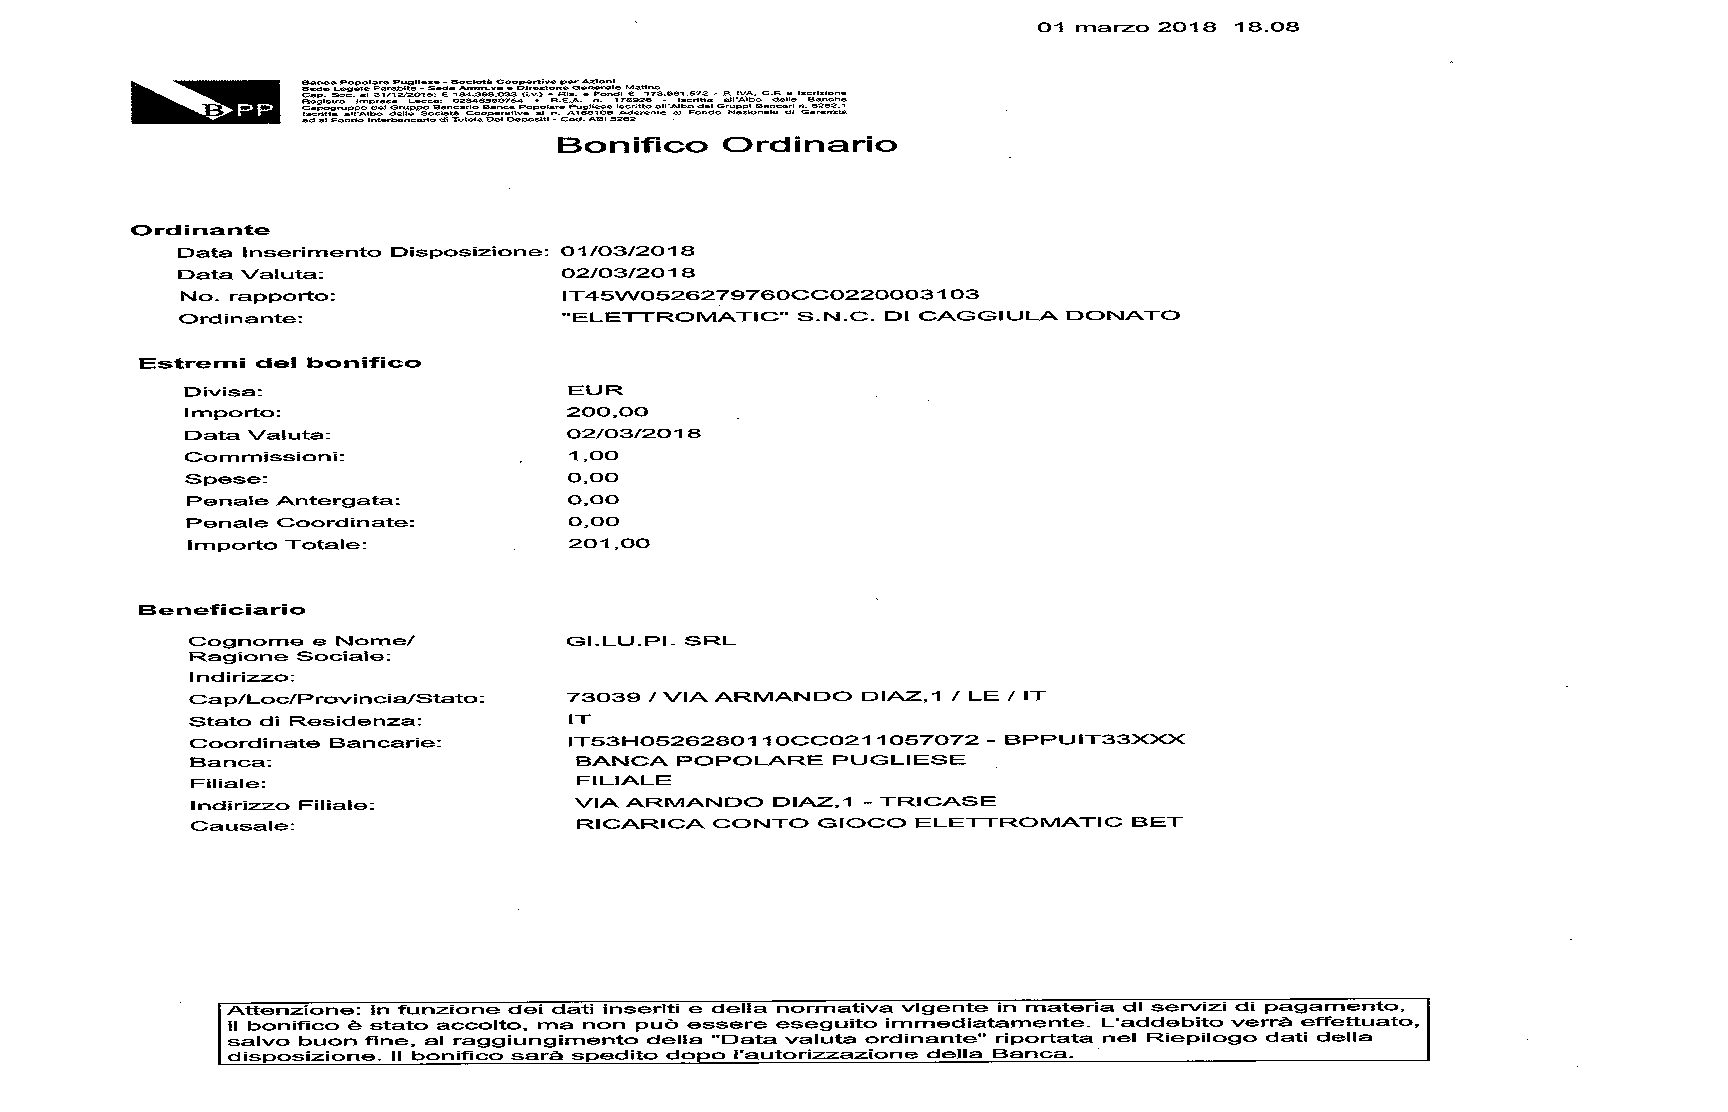 01 marzo 2018 18.08
BPP
Banca Popolare Pugliese - Società Cooperativa per Azioni
Sede Legale Parabita - Sede Amm.va e Direzione Generale Matino
Cap. Soc. al 31/12/2016: € - Ris. e Fondi € - P. IVA, C.F. e Iscrizione
Registro Imprese Lecce: • R.E.A. n. - Iscritta all'Albo delle Banche
Capogruppo del Gruppo Bancario Banca Popolare Pugliese iscritto all'Albo dei Gruppi Bancari n. 5262.1
Iscritta all'Albo delle Società Cooperative al n. Aderente al Fondo Nazionale di Garanzia
ed al Fondo Interbancario di Tutela Dei Depositi - Cod. ABI 5262
Bonifico Ordinario
Ordinante
Data Inserimento Disposizione: 01/03/2018
Data Valuta: 02/03/2018
No. rapporto: IT45W0526279760CC0220003103
Ordinante: "ELETTROMATIC" S.N.C. DI CAGGIULA DONATO
Estremi del bonifico
Divisa: EUR
Importo: 200,00
Data Valuta: 02/03/2018
Commissioni: 1,00
Spese: 0,00
Penale Antergata: 0,00
Penale Coordinate: 0,00
Importo Totale: 201,00
Beneficiario
Cognome e Nome/ GI.LU.PI. SRL
Ragione Sociale:
Indirizzo:
Cap/Loc/Provincia/Stato: 73039 / VIA ARMANDO DIAZ,1 / LE / IT
Stato di Residenza: IT
Coordinate Bancarie: IT53H0526280110CC0211057072 - BPPUIT33XXX
Banca: BANCA POPOLARE PUGLIESE
Filiale: FILIALE
Indirizzo Filiale: VIA ARMANDO DIAZ,1 - TRICASE
Causale: RICARICA CONTO GIOCO ELETTROMATIC BET
Attenzione: In funzione dei dati inseriti e della normativa vigente in materia di servizi di pagamento,
il bonifico è stato accolto, ma non può essere eseguito immediatamente. L'addebito verrà effettuato,
salvo buon fine, al raggiungimento della "Data valuta ordinante" riportata nel Riepilogo dati della
disposizione. Il bonifico sarà spedito dopo l'autorizzazione della Banca.